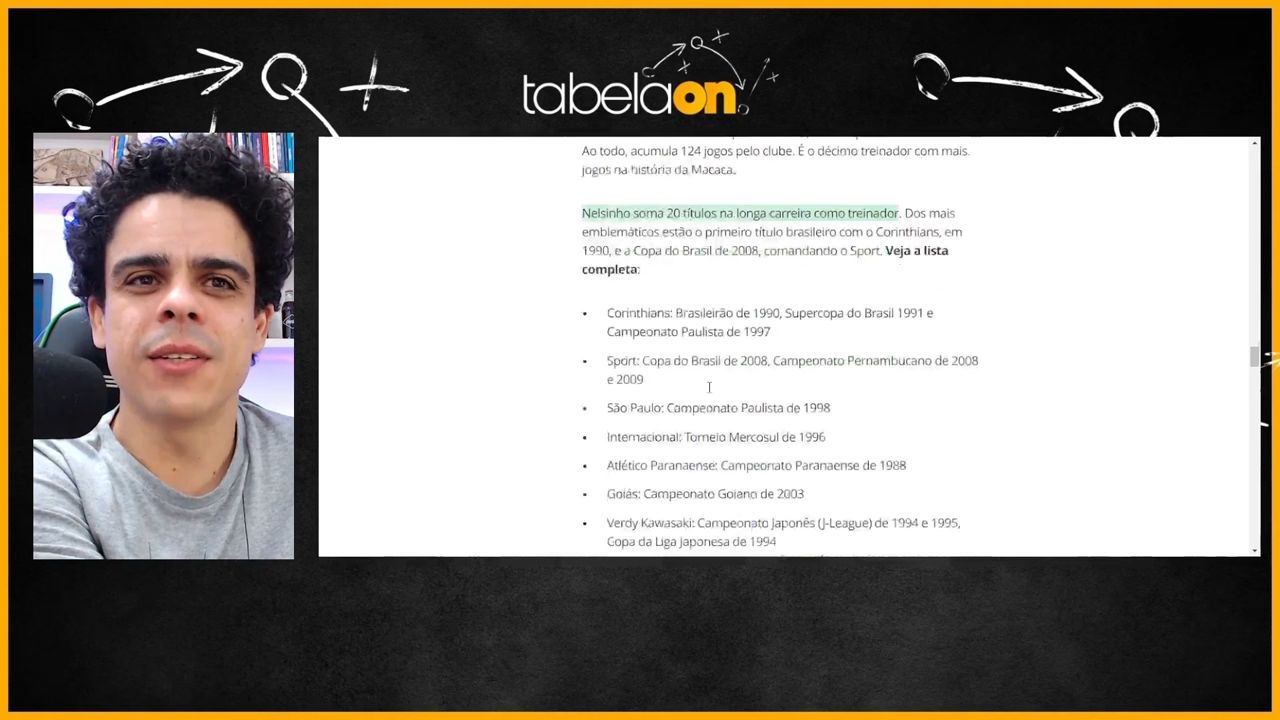 tabelaon
Ao todo, acumula 124 jogos pelo clube. É o décimo treinador com mais
jogos na história da Macaca.
Nelsinho soma 20 títulos na longa carreira como treinador. Dos mais
emblemáticos estão o primeiro título brasileiro com o Corinthians, em
1990, e a Copa do Brasil de 2008, comandando o Sport. Veja a lista
completa:
• Corinthians: Brasileirão de 1990, Supercopa do Brasil 1991 e
Campeonato Paulista de 1997
• Sport: Copa do Brasil de 2008, Campeonato Pernambucano de 2008
e 2009
• São Paulo: Campeonato Paulista de 1998
• Internacional: Torneio Mercosul de 1996
• Atlético Paranaense: Campeonato Paranaense de 1988
• Goiás: Campeonato Goiano de 2003
• Verdy Kawasaki: Campeonato Japonês (J-League) de 1994 e 1995,
Copa da Liga Japonesa de 1994